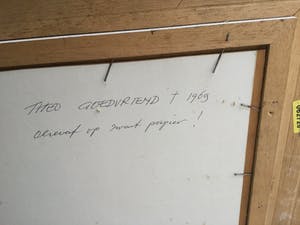 THEO GOEDVRIEND † 1969
olieverf op zwart papier!